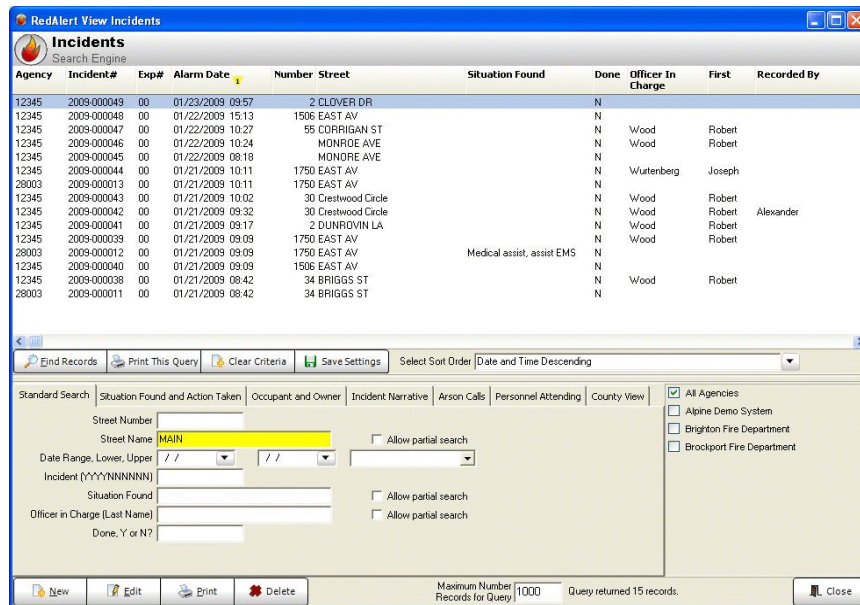 RedAlert View Incidents
Incidents
Search Engine
Agency Incident# Exp# Alarm Date 1 Number Street Situation Found Done Officer In Charge First Recorded By
12345 2009-000049 00 01/23/2009 09:57 2 CLOVER DR N
12345 2009-000048 00 01/22/2009 15:13 1506 EAST AV N
12345 2009-000047 00 01/22/2009 10:27 55 CORRIGAN ST N Wood Robert
12345 2009-000046 00 01/22/2009 10:24 MONROE AVE N Wood Robert
12345 2009-000045 00 01/22/2009 08:18 MONORE AVE N
12345 2009-000044 00 01/21/2009 10:11 1750 EAST AV N Wurtenberg Joseph
28003 2009-000013 00 01/21/2009 10:11 1750 EAST AV N
12345 2009-000043 00 01/21/2009 10:02 30 Crestwood Circle N Wood Robert
12345 2009-000042 00 01/21/2009 09:32 30 Crestwood Circle N Wood Robert Alexander
12345 2009-000041 00 01/21/2009 09:17 2 DUNROVIN LA N Wood Robert
12345 2009-000039 00 01/21/2009 09:09 1750 EAST AV N Wood Robert
28003 2009-000012 00 01/21/2009 09:09 1750 EAST AV Medical assist, assist EMS N
12345 2009-000040 00 01/21/2009 09:09 1506 EAST AV N
12345 2009-000038 00 01/21/2009 08:42 34 BRIGGS ST N Wood Robert
28003 2009-000011 00 01/21/2009 08:42 34 BRIGGS ST N
Find Records Print This Query Clear Criteria Save Settings Select Sort Order Date and Time Descending
Standard Search Situation Found and Action Taken Occupant and Owner Incident Narrative Arson Calls Personnel Attending County View
All Agencies
Alpine Demo System
Brighton Fire Department
Brockport Fire Department
Street Number
Street Name MAIN Allow partial search
Date Range, Lower, Upper / / / /
Incident (YYYYNNNNNN)
Situation Found Allow partial search
Officer in Charge (Last Name) Allow partial search
Done, Y or N?
New Edit Print Delete Maximum Number Records for Query 1000 Query returned 15 records. Close